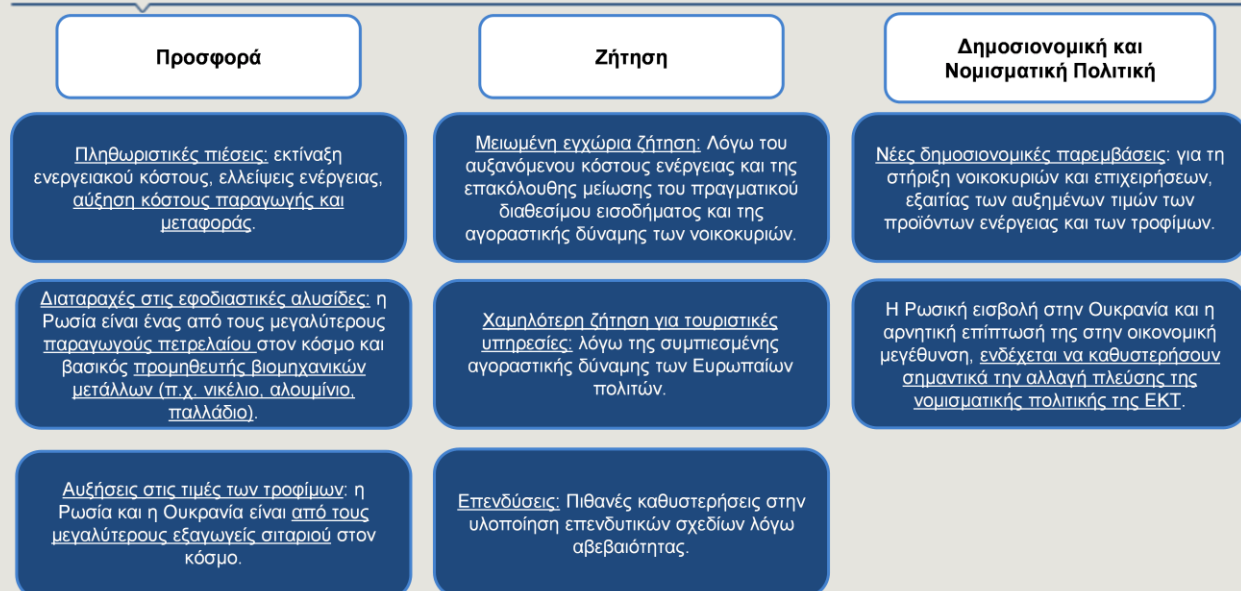 Προσφορά
Πληθωριστικές πιέσεις: εκτίναξη
ενεργειακού κόστους, ελλείψεις ενέργειας,
αύξηση κόστους παραγωγής και
μεταφοράς.
Διαταραχές στις εφοδιαστικές αλυσίδες: η
Ρωσία είναι ένας από τους μεγαλύτερους
παραγωγούς πετρελαίου στον κόσμο και
βασικός προμηθευτής βιομηχανικών
μετάλλων (π.χ. νικέλιο, αλουμίνιο,
παλλάδιο).
Αυξήσεις στις τιμές των τροφίμων: η
Ρωσία και η Ουκρανία είναι από τους
μεγαλύτερους εξαγωγείς σιταριού στον
κόσμο.
Ζήτηση
Μειωμένη εγχώρια ζήτηση: Λόγω του
αυξανόμενου κόστους ενέργειας και της
επακόλουθης μείωσης του πραγματικού
διαθεσίμου εισοδήματος και της
αγοραστικής δύναμης των νοικοκυριών.
Χαμηλότερη ζήτηση για τουριστικές
υπηρεσίες: λόγω της συμπιεσμένης
αγοραστικής δύναμης των Ευρωπαίων
πολιτών.
Επενδύσεις: Πιθανές καθυστερήσεις στην
υλοποίηση επενδυτικών σχεδίων λόγω
αβεβαιότητας.
Δημοσιονομική και
Νομισματική Πολιτική
Νέες δημοσιονομικές παρεμβάσεις: για τη
στήριξη νοικοκυριών και επιχειρήσεων,
εξαιτίας των αυξημένων τιμών των
προϊόντων ενέργειας και των τροφίμων.
Η Ρωσική εισβολή στην Ουκρανία και η
αρνητική επίπτωσή της στην οικονομική
μεγέθυνση, ενδέχεται να καθυστερήσουν
σημαντικά την αλλαγή πλεύσης της
νομισματικής πολιτικής της ΕΚΤ.